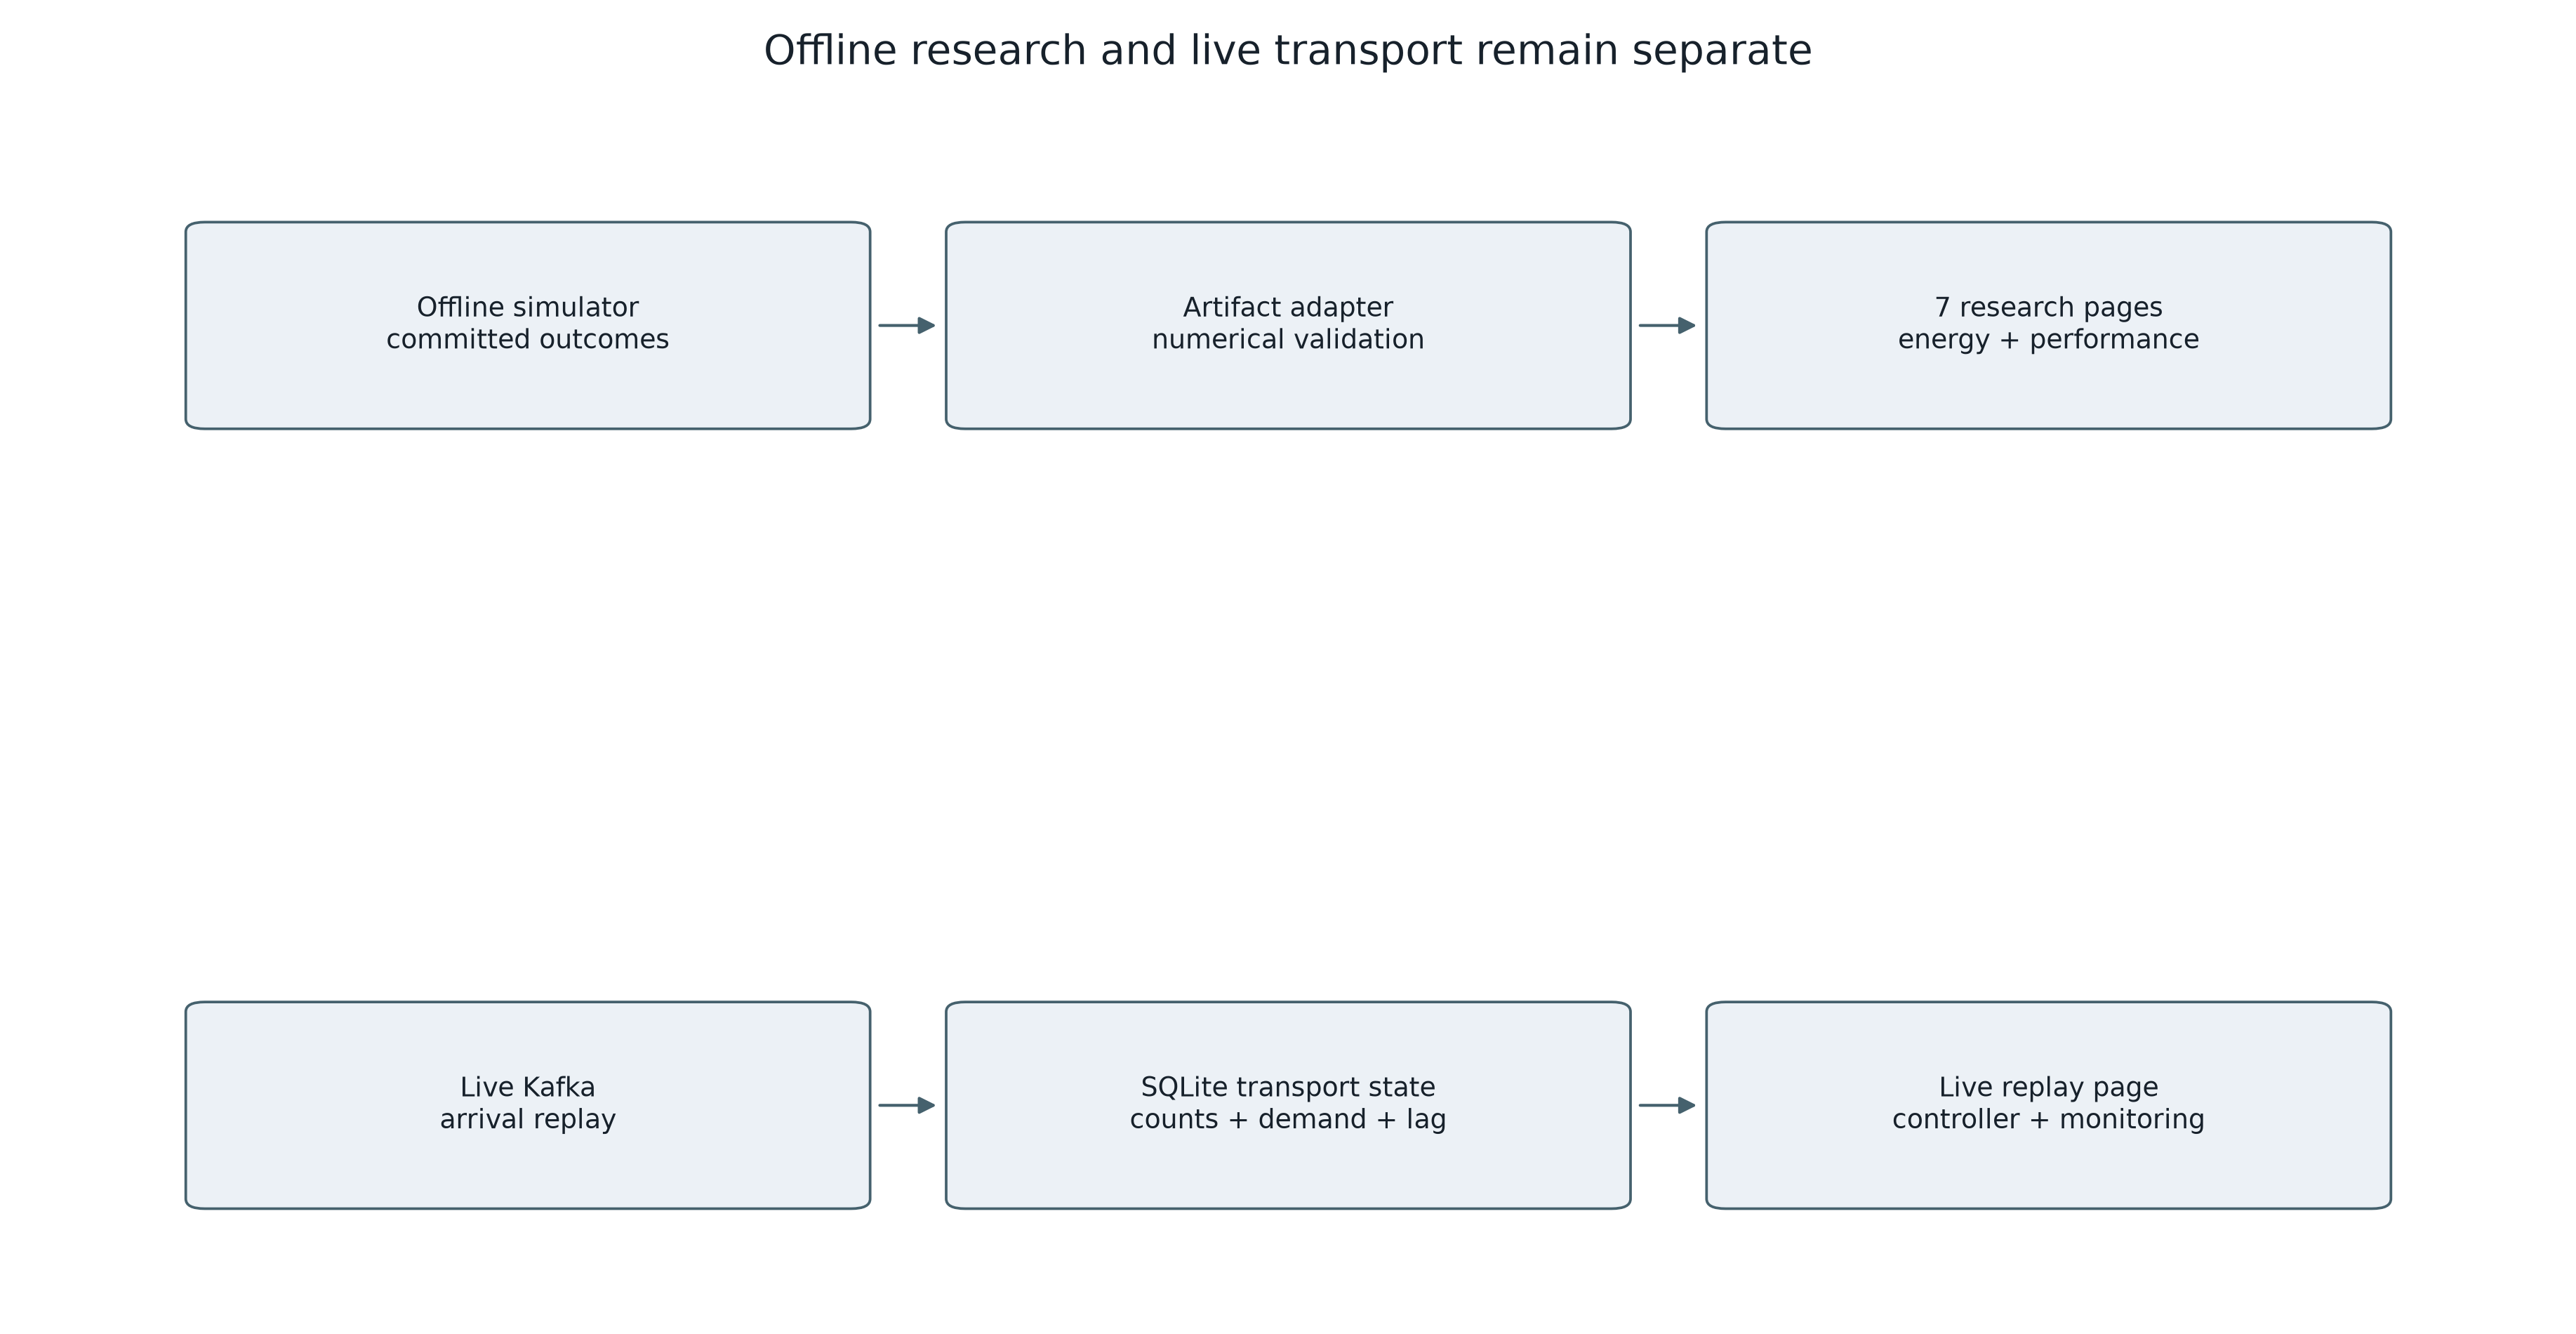 Offline research and live transport remain separate
Offline simulator
committed outcomes
Artifact adapter
numerical validation
7 research pages
energy + performance
Live Kafka
arrival replay
SQLite transport state
counts + demand + lag
Live replay page
controller + monitoring